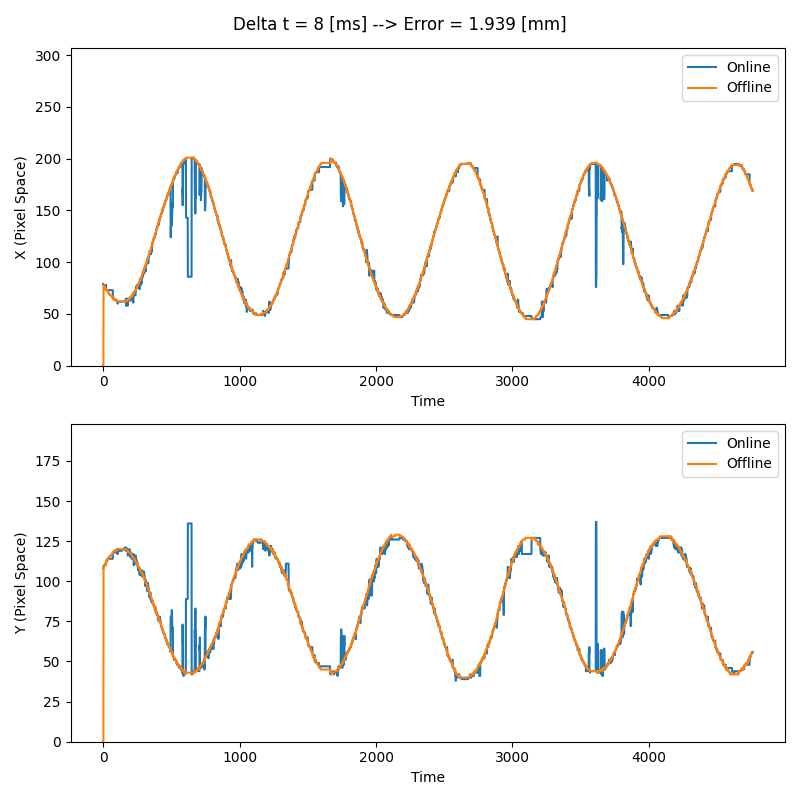 Delta t = 8 [ms] --> Error = 1.939 [mm]
300
250
200
150
100
50
0
X (Pixel Space)
Online
Offline
0 1000 2000 3000 4000
Time
175
150
125
100
75
50
25
0
Y (Pixel Space)
Online
Offline
0 1000 2000 3000 4000
Time